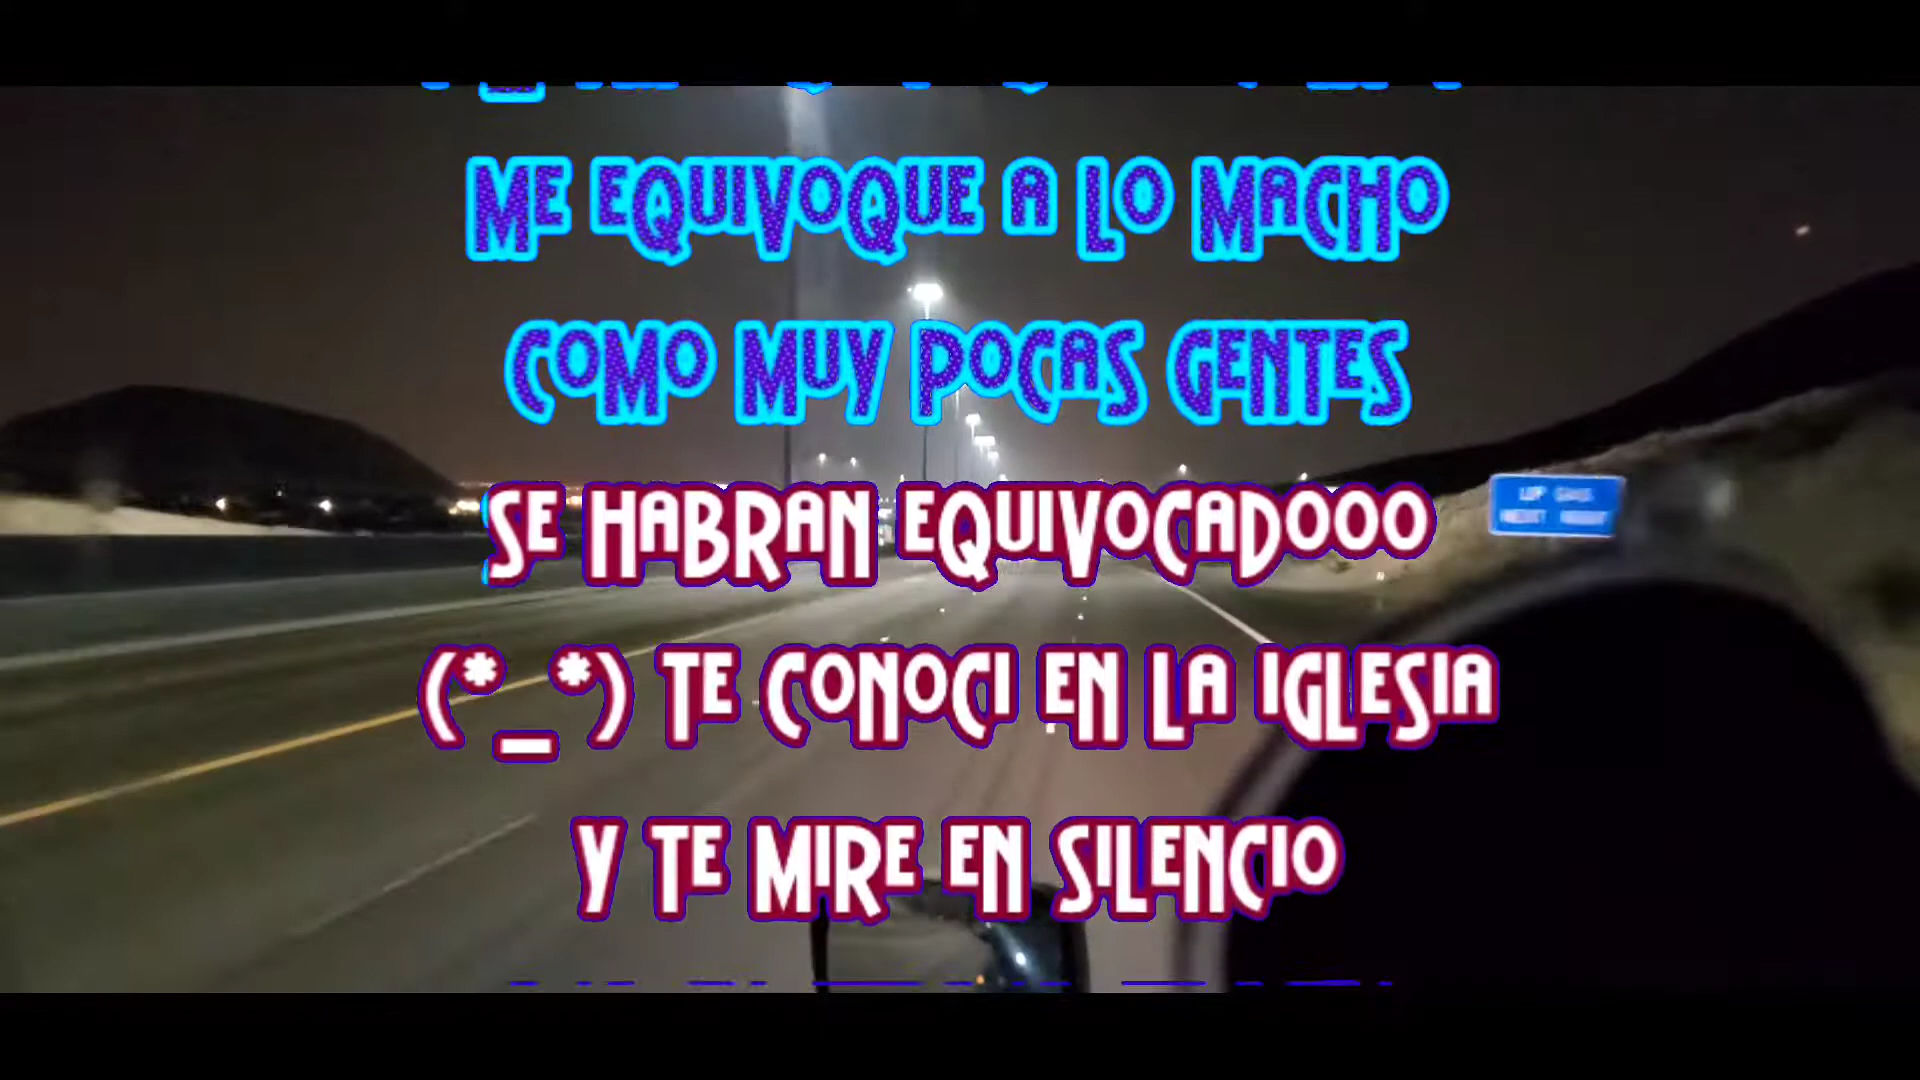 ME EQUIVOQUE A LO MACHO
COMO MUY POCAS GENTES
SE HABRAN EQUIVOCADOOO
(*_*) TE CONOCI EN LA IGLESIA
Y TE MIRE EN SILENCIO